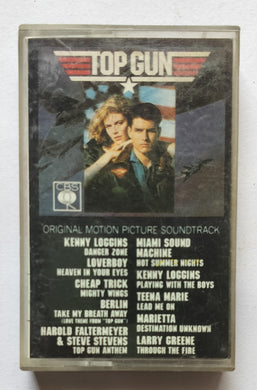 TOP GUN
CBS
ORIGINAL MOTION PICTURE SOUNDTRACK
KENNY LOGGINS
DANGER ZONE
LOVERBOY
HEAVEN IN YOUR EYES
CHEAP TRICK
MIGHTY WINGS
BERLIN
TAKE MY BREATH AWAY
(LOVE THEME FROM "TOP GUN")
HAROLD FALTERMEYER
& STEVE STEVENS
TOP GUN ANTHEM
MIAMI SOUND
MACHINE
HOT SUMMER NIGHTS
KENNY LOGGINS
PLAYING WITH THE BOYS
TEENA MARIE
LEAD ME ON
MARIETTA
DESTINATION UNKNOWN
LARRY GREENE
THROUGH THE FIRE